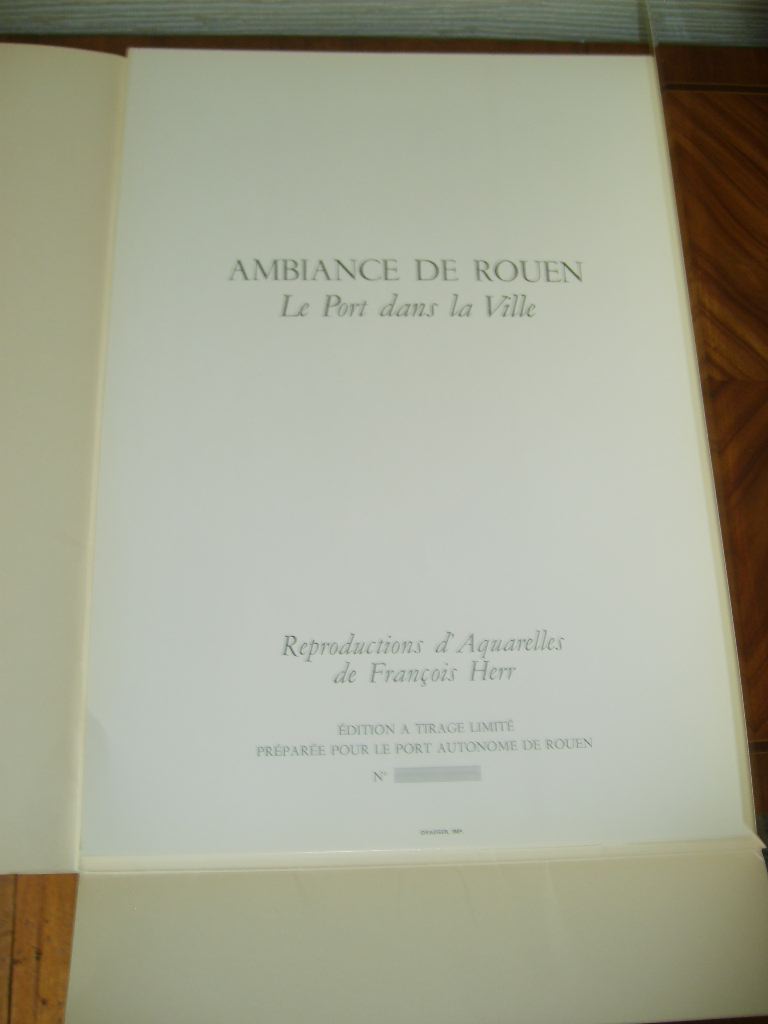 AMBIANCE DE ROUEN
Le Port dans la Ville
Reproductions d'Aquarelles
de François Herr
ÉDITION A TIRAGE LIMITÉ
PRÉPARÉE POUR LE PORT AUTONOME DE ROUEN
N°